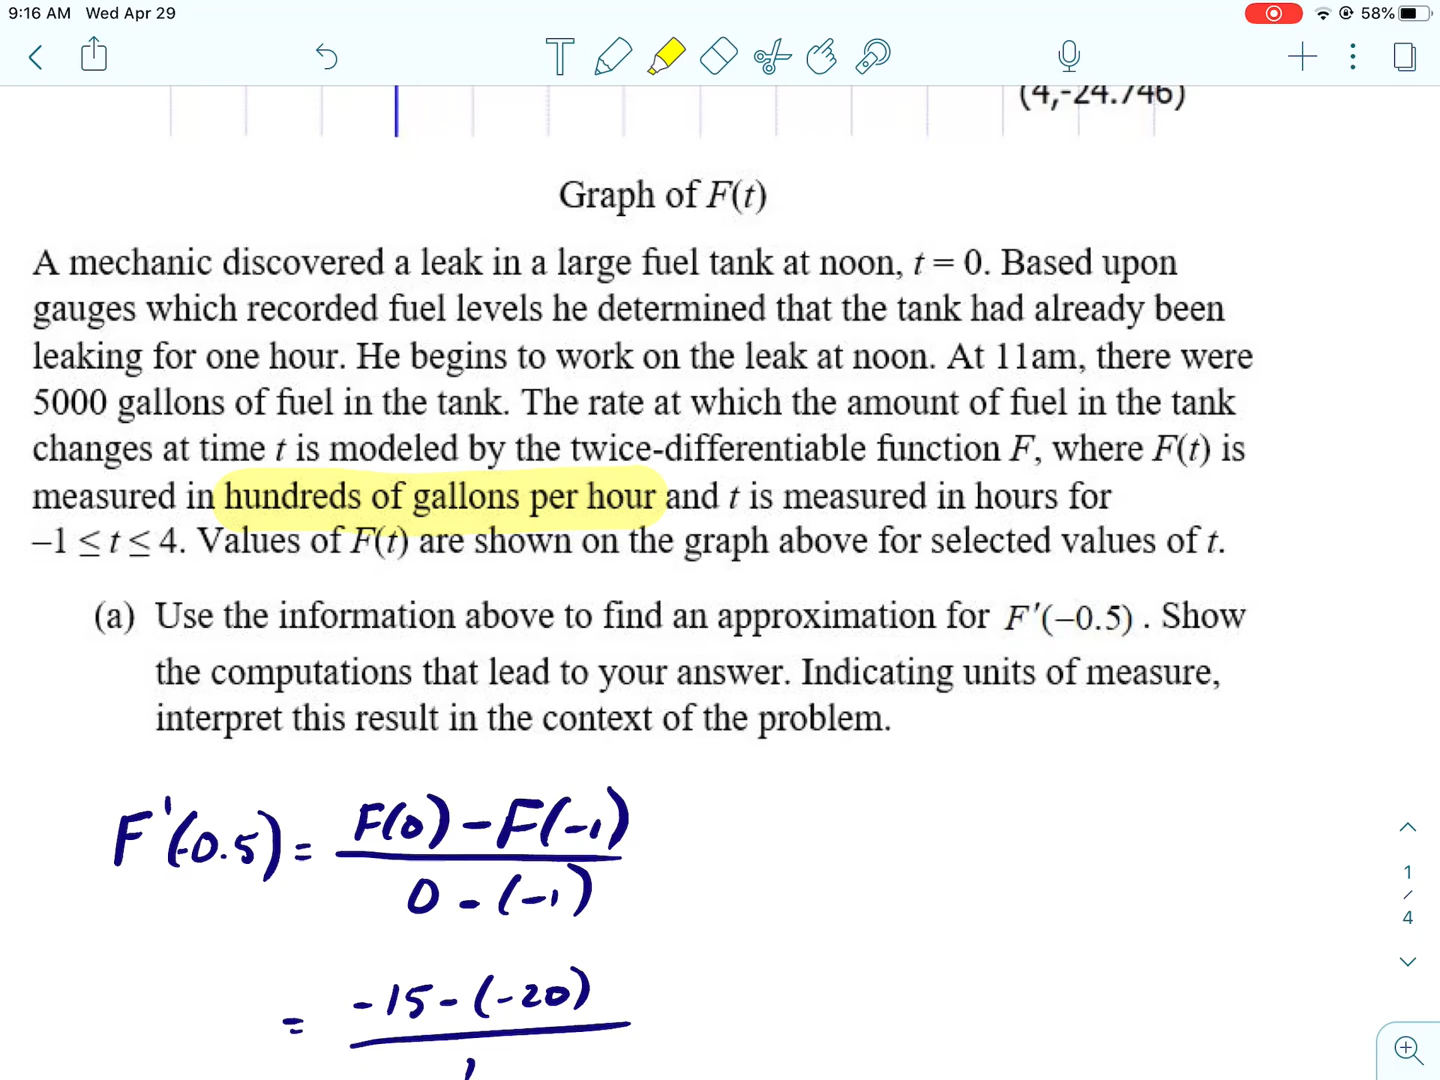 9:16 AM Wed Apr 29 58%
T
(4,-24.746)
Graph of F(t)
A mechanic discovered a leak in a large fuel tank at noon, t = 0. Based upon
gauges which recorded fuel levels he determined that the tank had already been
leaking for one hour. He begins to work on the leak at noon. At 11am, there were
5000 gallons of fuel in the tank. The rate at which the amount of fuel in the tank
changes at time t is modeled by the twice-differentiable function F, where F(t) is
measured in hundreds of gallons per hour and t is measured in hours for
–1 ≤ t ≤ 4. Values of F(t) are shown on the graph above for selected values of t.
(a) Use the information above to find an approximation for F′(–0.5) . Show
the computations that lead to your answer. Indicating units of measure,
interpret this result in the context of the problem.
F'(-0.5) = F(0) - F(-1)
0 - (-1)
= -15 - (-20)
1
1
/
4